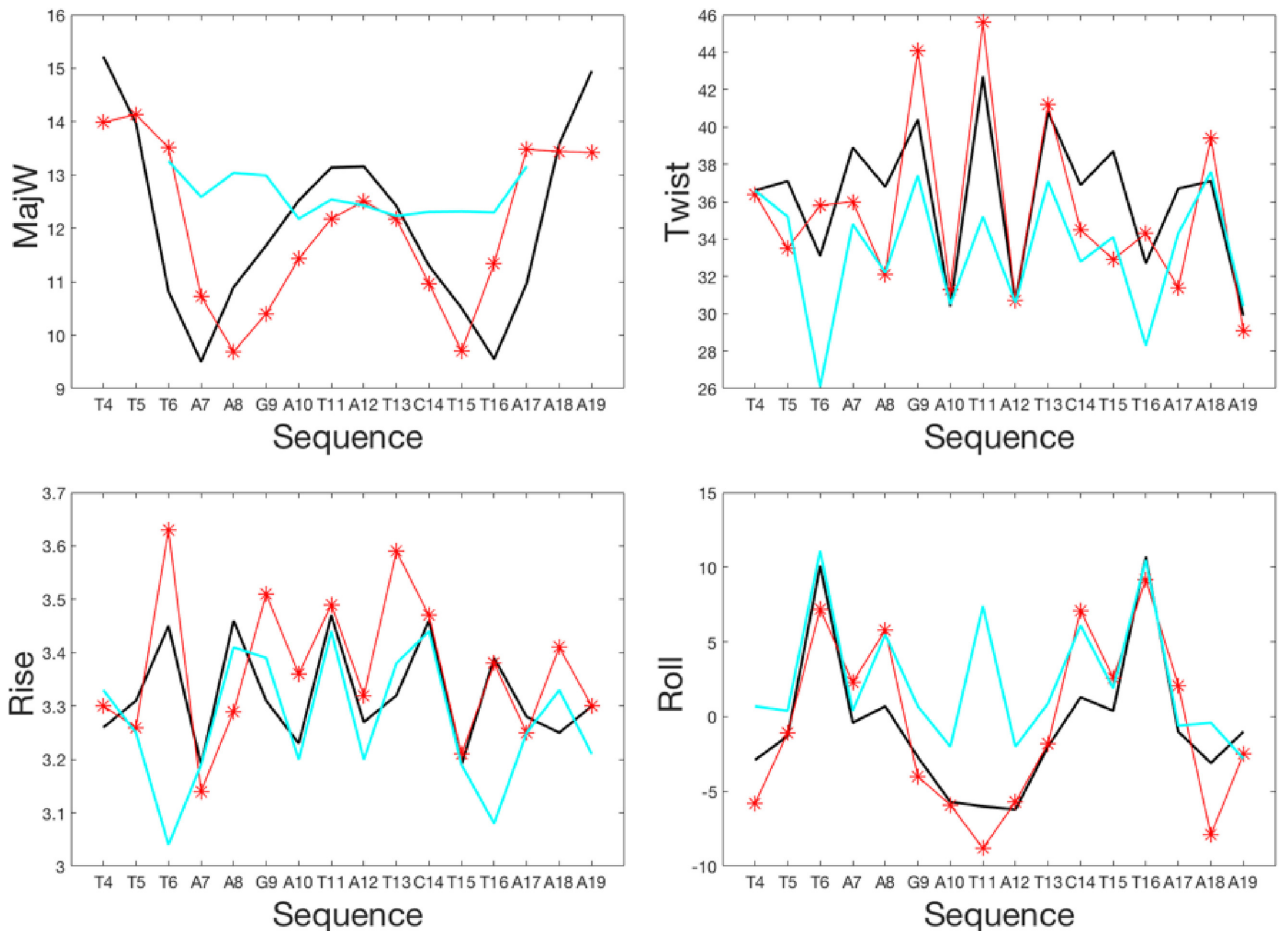 16
15
14
13
12
11
10
9
MajW
T4 T5 T6 A7 A8 G9 A10 T11 A12 T13 C14 T15 T16 A17 A18 A19
Sequence
46
44
42
40
38
36
34
32
30
28
26
Twist
T4 T5 T6 A7 A8 G9 A10 T11 A12 T13 C14 T15 T16 A17 A18 A19
Sequence
3.7
3.6
3.5
3.4
3.3
3.2
3.1
3
Rise
T4 T5 T6 A7 A8 G9 A10 T11 A12 T13 C14 T15 T16 A17 A18 A19
Sequence
15
10
5
0
-5
-10
Roll
T4 T5 T6 A7 A8 G9 A10 T11 A12 T13 C14 T15 T16 A17 A18 A19
Sequence